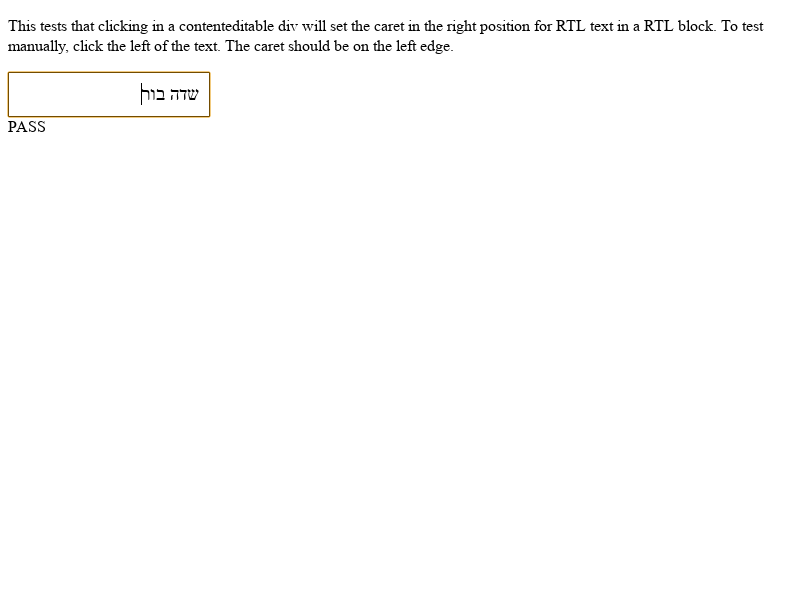 This tests that clicking in a contenteditable div will set the caret in the right position for RTL text in a RTL block. To test
manually, click the left of the text. The caret should be on the left edge.
שדה בוק
PASS